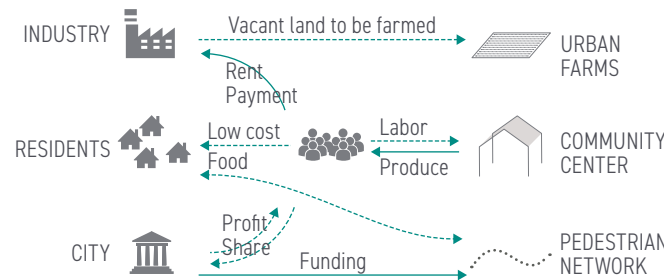 INDUSTRY
Vacant land to be farmed
URBAN
FARMS
Rent
Payment
RESIDENTS
Low cost
Food
Labor
Produce
COMMUNITY
CENTER
CITY
Profit
Share
Funding
PEDESTRIAN
NETWORK